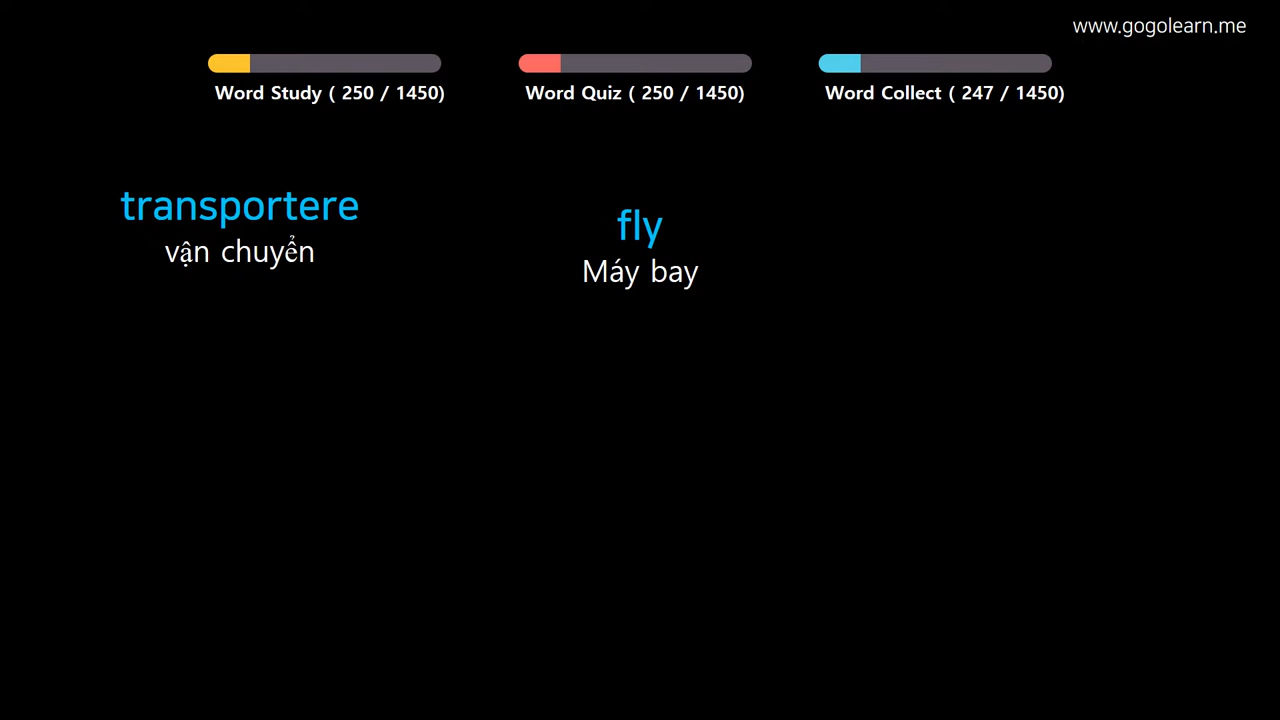 www.gogolearn.me
Word Study ( 250 / 1450)
Word Quiz ( 250 / 1450)
Word Collect ( 247 / 1450)
transportere
vận chuyển
fly
Máy bay